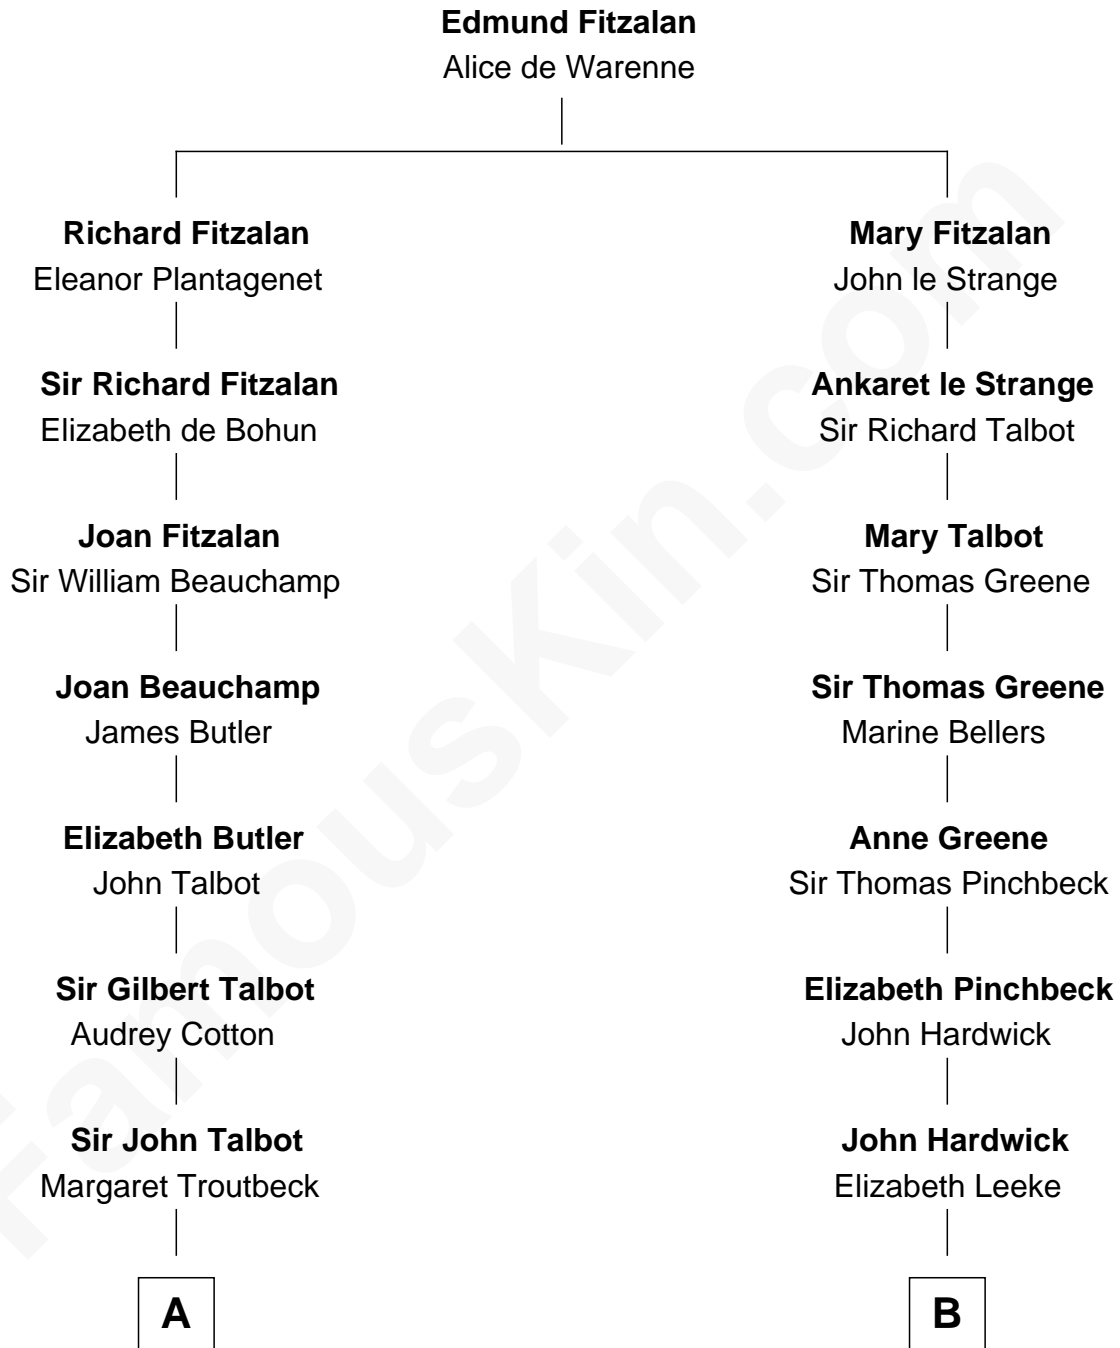 Edmund Fitzalan
Alice de Warenne
Richard Fitzalan
Eleanor Plantagenet
Mary Fitzalan
John le Strange
Sir Richard Fitzalan
Elizabeth de Bohun
Ankaret le Strange
Sir Richard Talbot
Joan Fitzalan
Sir William Beauchamp
Mary Talbot
Sir Thomas Greene
Joan Beauchamp
James Butler
Sir Thomas Greene
Marine Bellers
Elizabeth Butler
John Talbot
Anne Greene
Sir Thomas Pinchbeck
Sir Gilbert Talbot
Audrey Cotton
Elizabeth Pinchbeck
John Hardwick
Sir John Talbot
Margaret Troutbeck
John Hardwick
Elizabeth Leeke
A
B
FamousKin.com